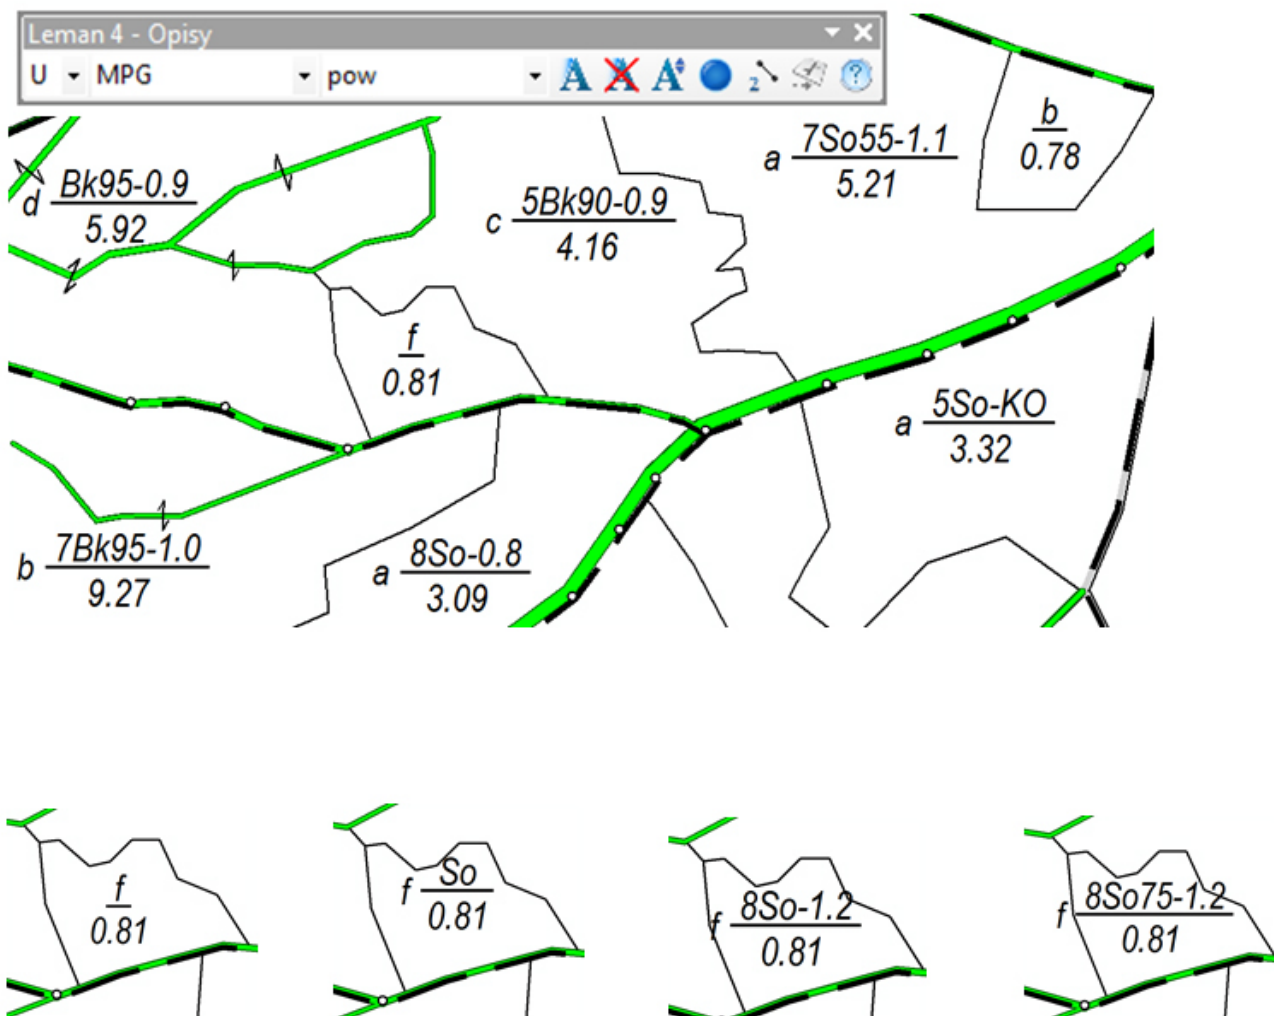 Leman 4 - Opisy
U MPG pow
2
b
0.78
a 7So55-1.1
5.21
d Bk95-0.9
5.92
c 5Bk90-0.9
4.16
f
0.81
a 5So-KO
3.32
b 7Bk95-1.0
9.27
a 8So-0.8
3.09
f
0.81
f So
0.81
f 8So-1.2
0.81
f 8So75-1.2
0.81